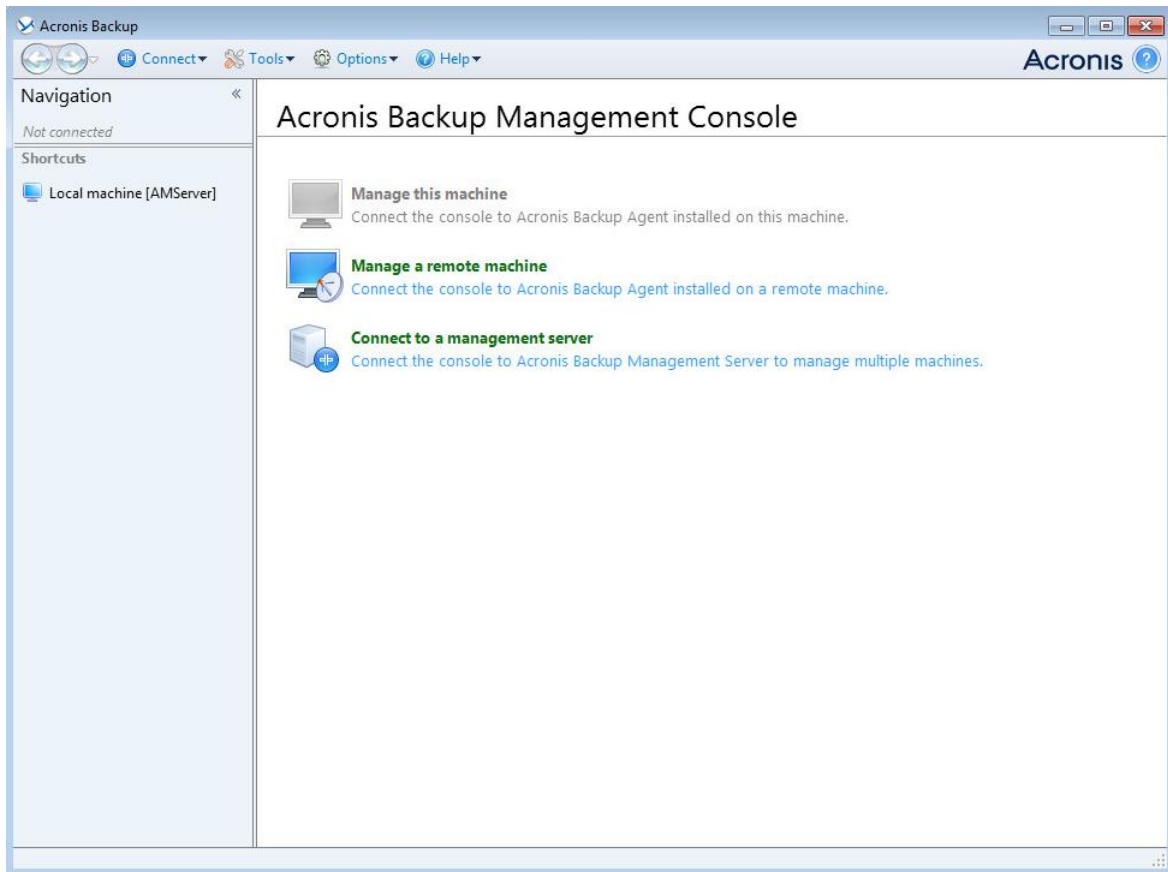 Acronis Backup
Connect Tools Options Help
Acronis
Navigation
Not connected
Shortcuts
Local machine [AMServer]
Acronis Backup Management Console
Manage this machine
Connect the console to Acronis Backup Agent installed on this machine.
Manage a remote machine
Connect the console to Acronis Backup Agent installed on a remote machine.
Connect to a management server
Connect the console to Acronis Backup Management Server to manage multiple machines.